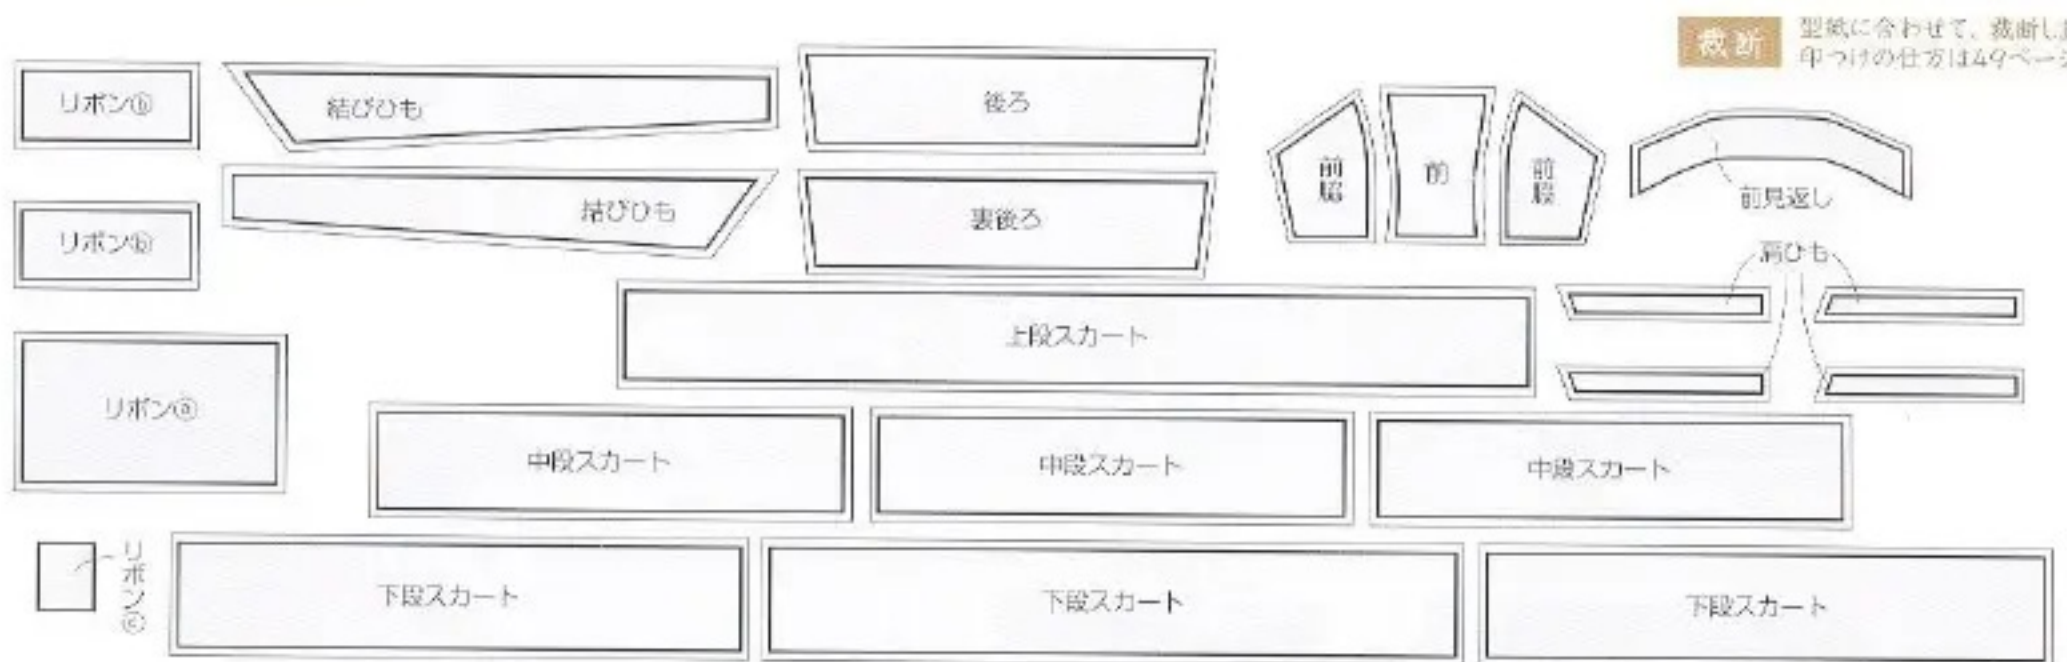 裁断
型紙に合わせて、裁断し
印つけの仕方は49ページ
リボンⓑ
結びひも
後ろ
前脇
前
前脇
前見返し
リボンⓑ
結びひも
裏後ろ
肩ひも
上段スカート
リボンⓐ
中段スカート
中段スカート
中段スカート
リボンⓒ
下段スカート
下段スカート
下段スカート